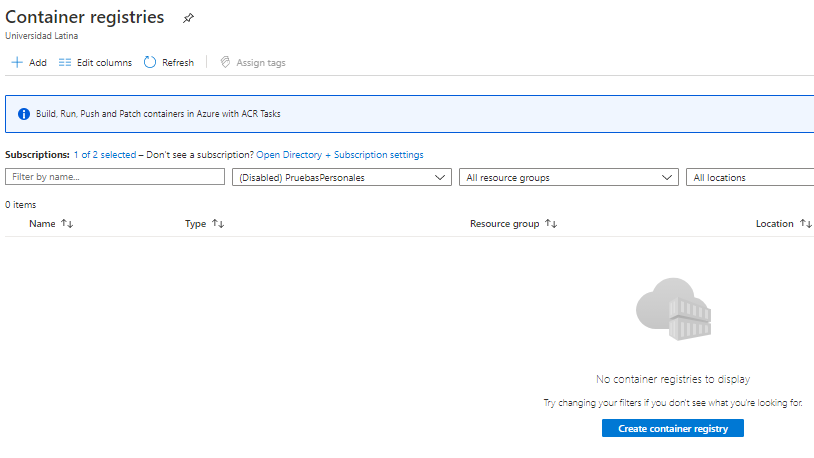 Container registries
Universidad Latina
Add Edit columns Refresh Assign tags
Build, Run, Push and Patch containers in Azure with ACR Tasks
Subscriptions: 1 of 2 selected – Don't see a subscription? Open Directory + Subscription settings
Filter by name... (Disabled) PruebasPersonales All resource groups All locations
0 items
Name Type Resource group Location
No container registries to display
Try changing your filters if you don't see what you're looking for.
Create container registry